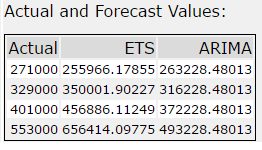 Actual and Forecast Values:
Actual ETS ARIMA
271000 255966.17855 263228.48013
329000 350001.90227 316228.48013
401000 456886.11249 372228.48013
553000 656414.09775 493228.48013